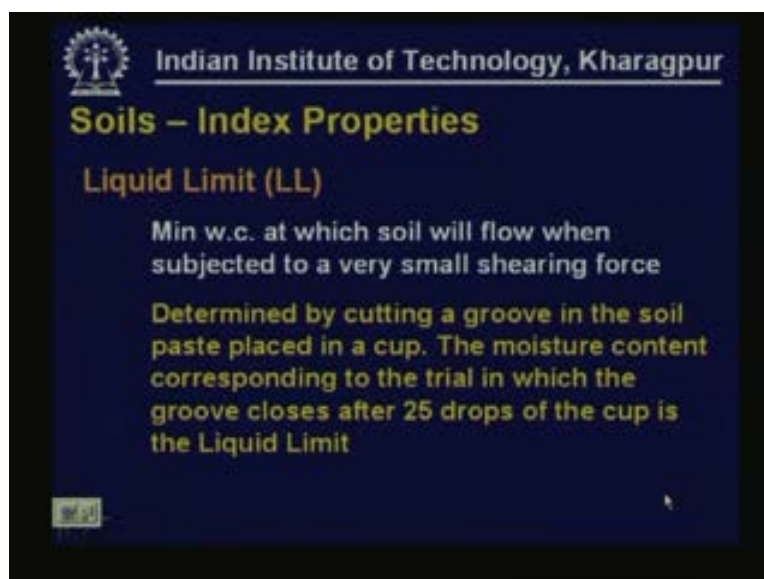 Indian Institute of Technology, Kharagpur
Soils – Index Properties
Liquid Limit (LL)
Min w.c. at which soil will flow when
subjected to a very small shearing force
Determined by cutting a groove in the soil
paste placed in a cup. The moisture content
corresponding to the trial in which the
groove closes after 25 drops of the cup is
the Liquid Limit